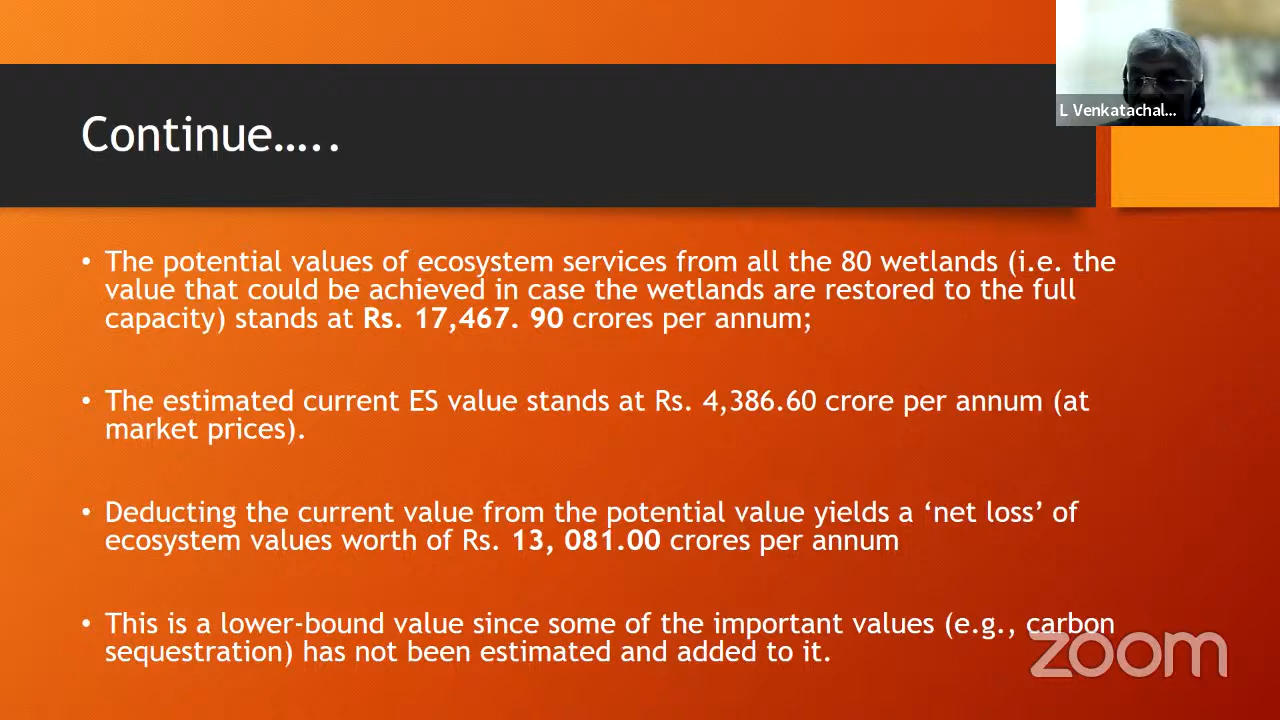 L Venkatachal...
Continue.....
• The potential values of ecosystem services from all the 80 wetlands (i.e. the
value that could be achieved in case the wetlands are restored to the full
capacity) stands at Rs. 17,467. 90 crores per annum;
• The estimated current ES value stands at Rs. 4,386.60 crore per annum (at
market prices).
• Deducting the current value from the potential value yields a ‘net loss’ of
ecosystem values worth of Rs. 13, 081.00 crores per annum
• This is a lower-bound value since some of the important values (e.g., carbon
sequestration) has not been estimated and added to it.
zoom